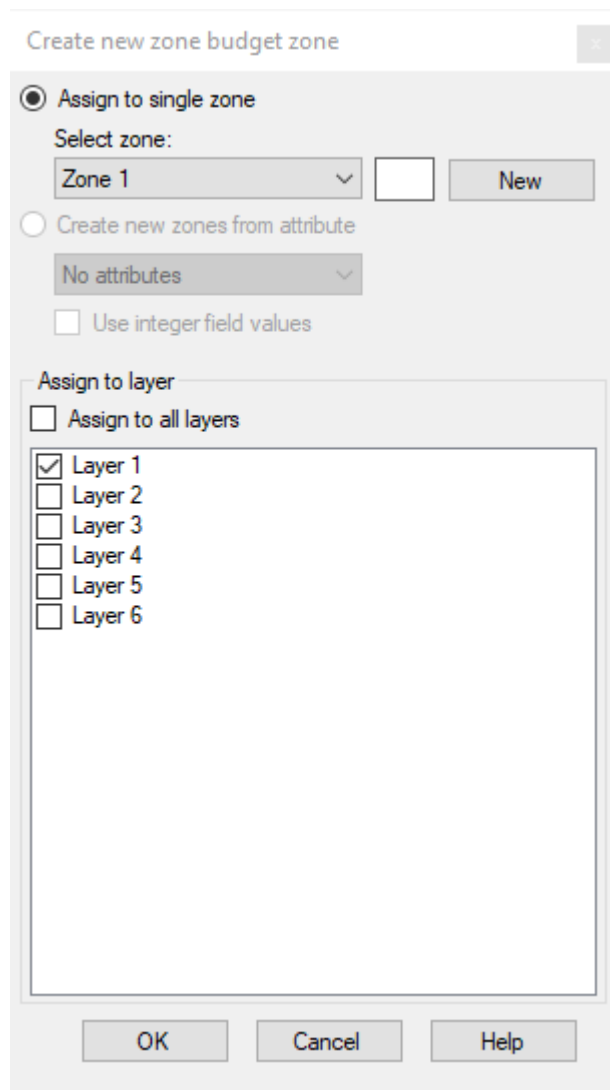 Create new zone budget zone
x
Assign to single zone
Select zone:
Zone 1
New
Create new zones from attribute
No attributes
Use integer field values
Assign to layer
Assign to all layers
Layer 1
Layer 2
Layer 3
Layer 4
Layer 5
Layer 6
OK Cancel Help